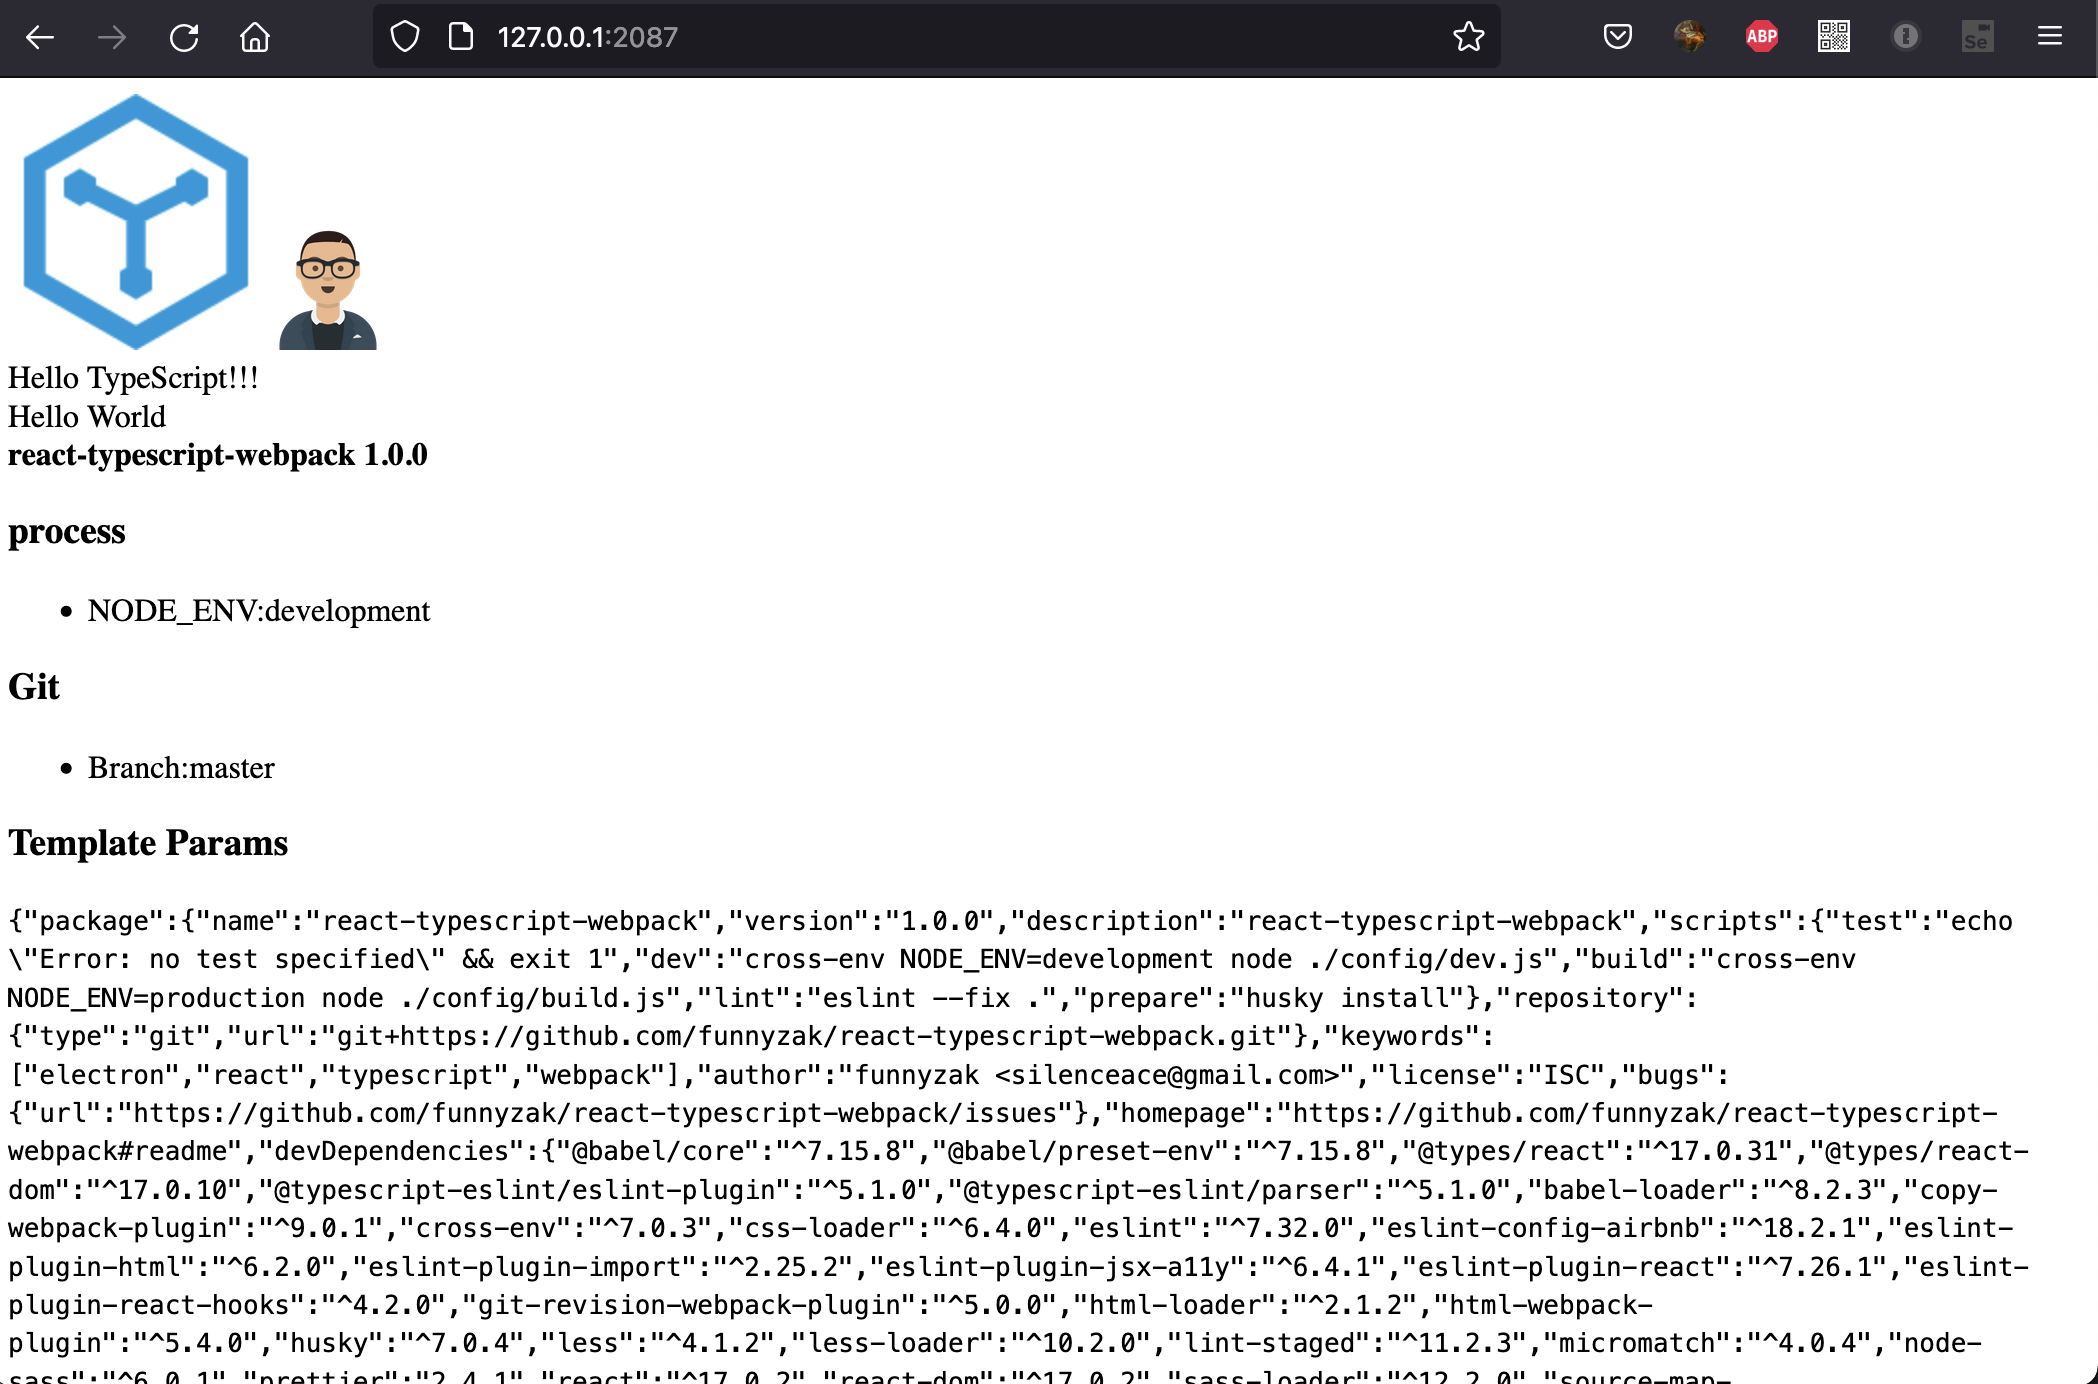 127.0.0.1:2087
ABP
Se
Hello TypeScript!!!
Hello World
react-typescript-webpack 1.0.0
process
• NODE_ENV:development
Git
• Branch:master
Template Params
{"package":{"name":"react-typescript-webpack","version":"1.0.0","description":"react-typescript-webpack","scripts":{"test":"echo
\"Error: no test specified\" && exit 1","dev":"cross-env NODE_ENV=development node ./config/dev.js","build":"cross-env
NODE_ENV=production node ./config/build.js","lint":"eslint --fix .","prepare":"husky install"},"repository":
{"type":"git","url":"git+https://github.com/funnyzak/react-typescript-webpack.git"},"keywords":
["electron","react","typescript","webpack"],"author":"funnyzak <silenceace@gmail.com>","license":"ISC","bugs":
{"url":"https://github.com/funnyzak/react-typescript-webpack/issues"},"homepage":"https://github.com/funnyzak/react-typescript-
webpack#readme","devDependencies":{"@babel/core":"^7.15.8","@babel/preset-env":"^7.15.8","@types/react":"^17.0.31","@types/react-
dom":"^17.0.10","@typescript-eslint/eslint-plugin":"^5.1.0","@typescript-eslint/parser":"^5.1.0","babel-loader":"^8.2.3","copy-
webpack-plugin":"^9.0.1","cross-env":"^7.0.3","css-loader":"^6.4.0","eslint":"^7.32.0","eslint-config-airbnb":"^18.2.1","eslint-
plugin-html":"^6.2.0","eslint-plugin-import":"^2.25.2","eslint-plugin-jsx-a11y":"^6.4.1","eslint-plugin-react":"^7.26.1","eslint-
plugin-react-hooks":"^4.2.0","git-revision-webpack-plugin":"^5.0.0","html-loader":"^2.1.2","html-webpack-
plugin":"^5.4.0","husky":"^7.0.4","less":"^4.1.2","less-loader":"^10.2.0","lint-staged":"^11.2.3","micromatch":"^4.0.4","node-
sass":"^6.0.1","prettier":"2.4.1","react":"^17.0.2","react-dom":"^17.0.2","sass-loader":"^12.2.0","source-map-